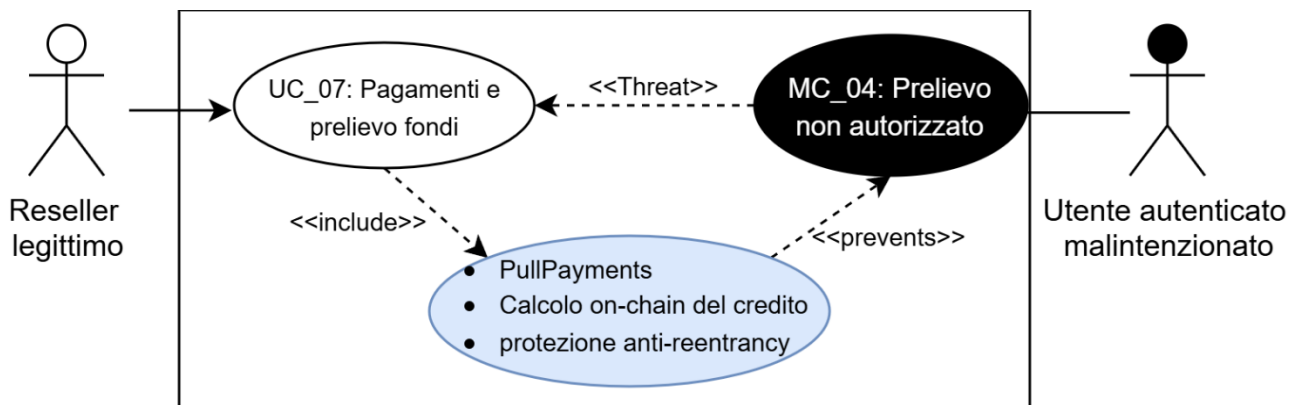 UC_07: Pagamenti e
prelievo fondi
<<Threat>>
MC_04: Prelievo
non autorizzato
Reseller
legittimo
<<include>>
<<prevents>>
Utente autenticato
malintenzionato
• PullPayments
• Calcolo on-chain del credito
• protezione anti-reentrancy